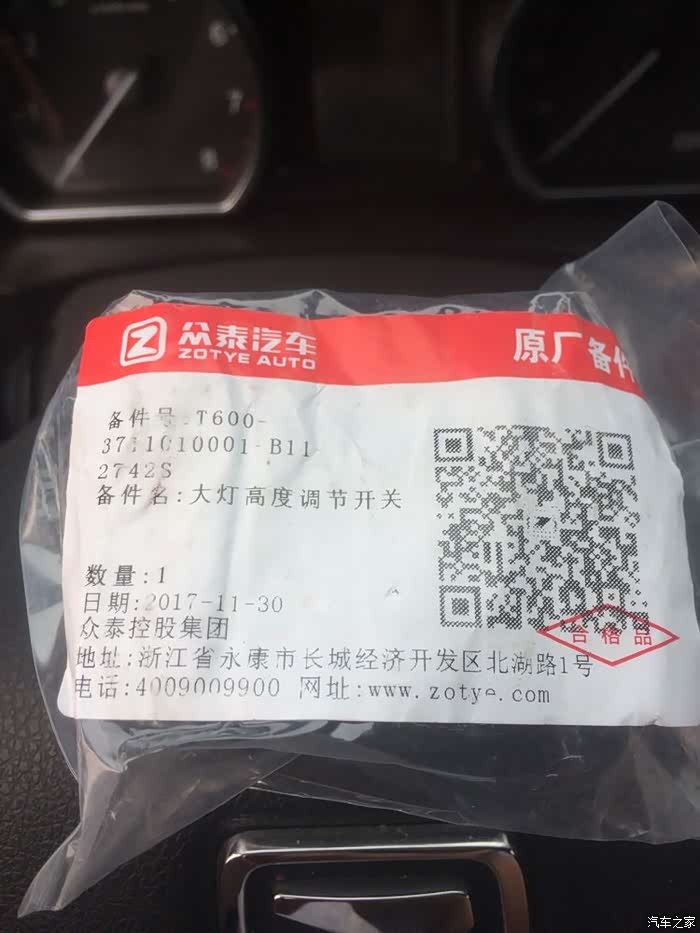 6
7
8
众泰汽车
ZOTYE AUTO
原厂备件
备件号:T600-
3711010001-B11-
2742S
备件名:大灯高度调节开关
数量:1
日期:2017-11-30
众泰控股集团
合格品
地址:浙江省永康市长城经济开发区北湖路1号
电话:4009009900 网址:www.zotye.com
汽车之家